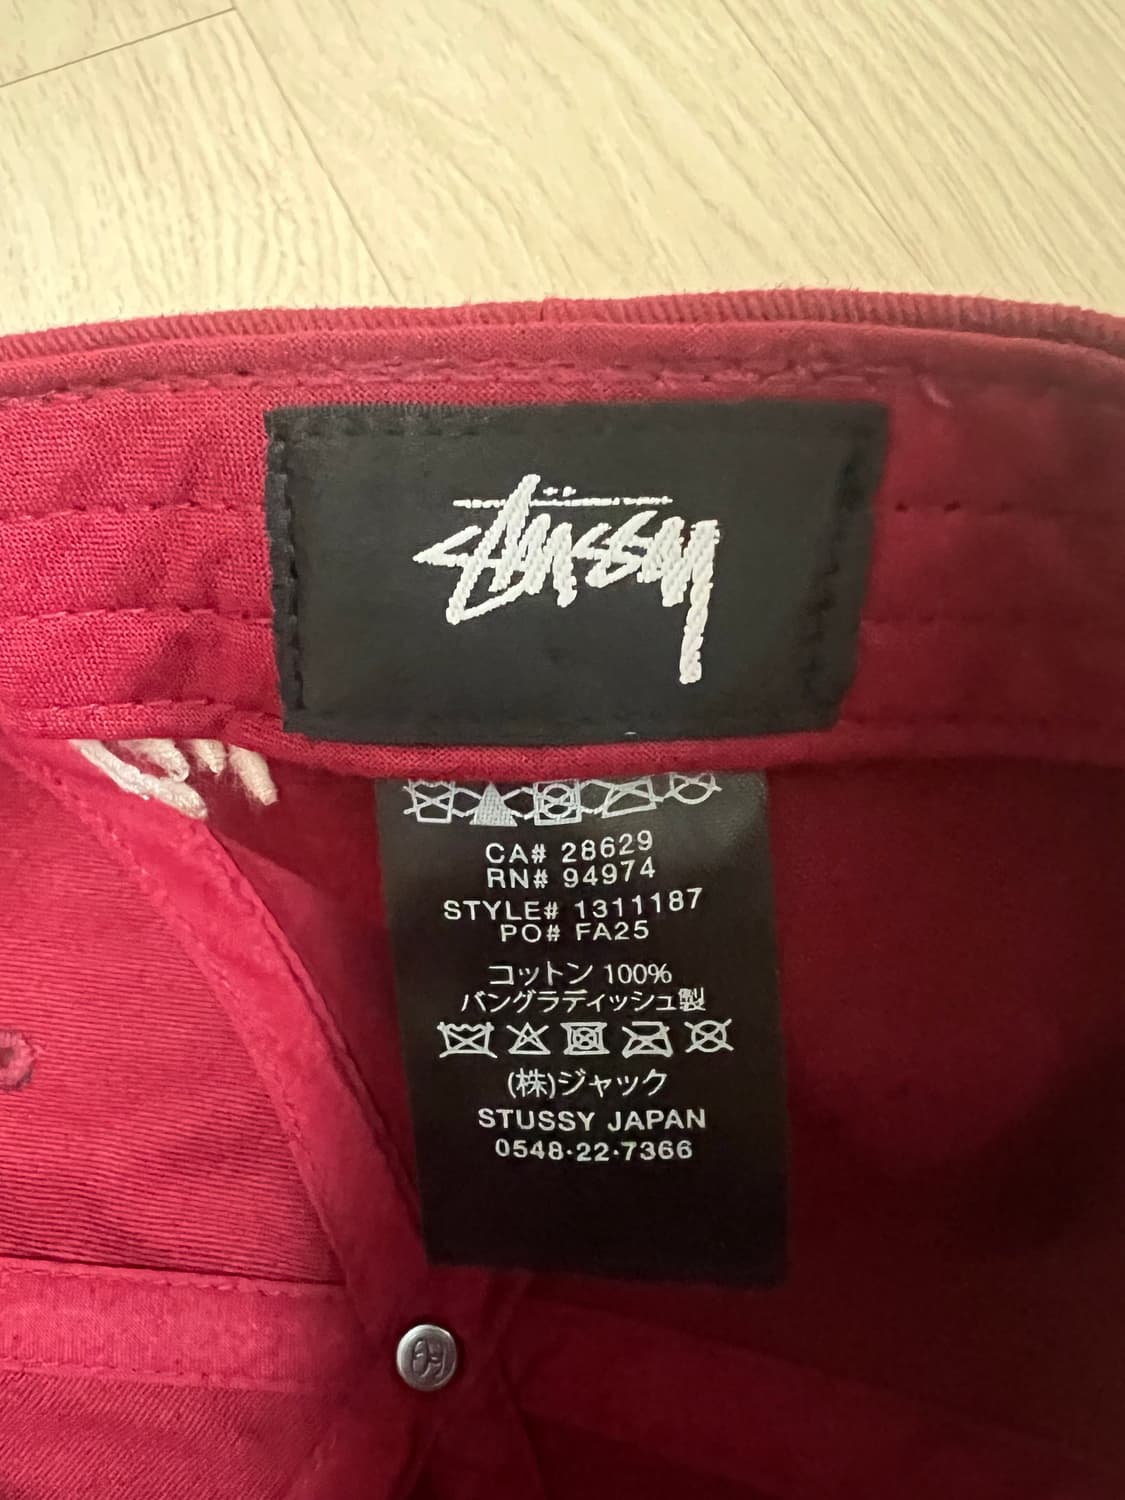 Stüssy
CA# 28629
RN# 94974
STYLE# 1311187
PO# FA25
コットン 100%
バングラディッシュ製
(株)ジャック
STUSSY JAPAN
0548·22·7366